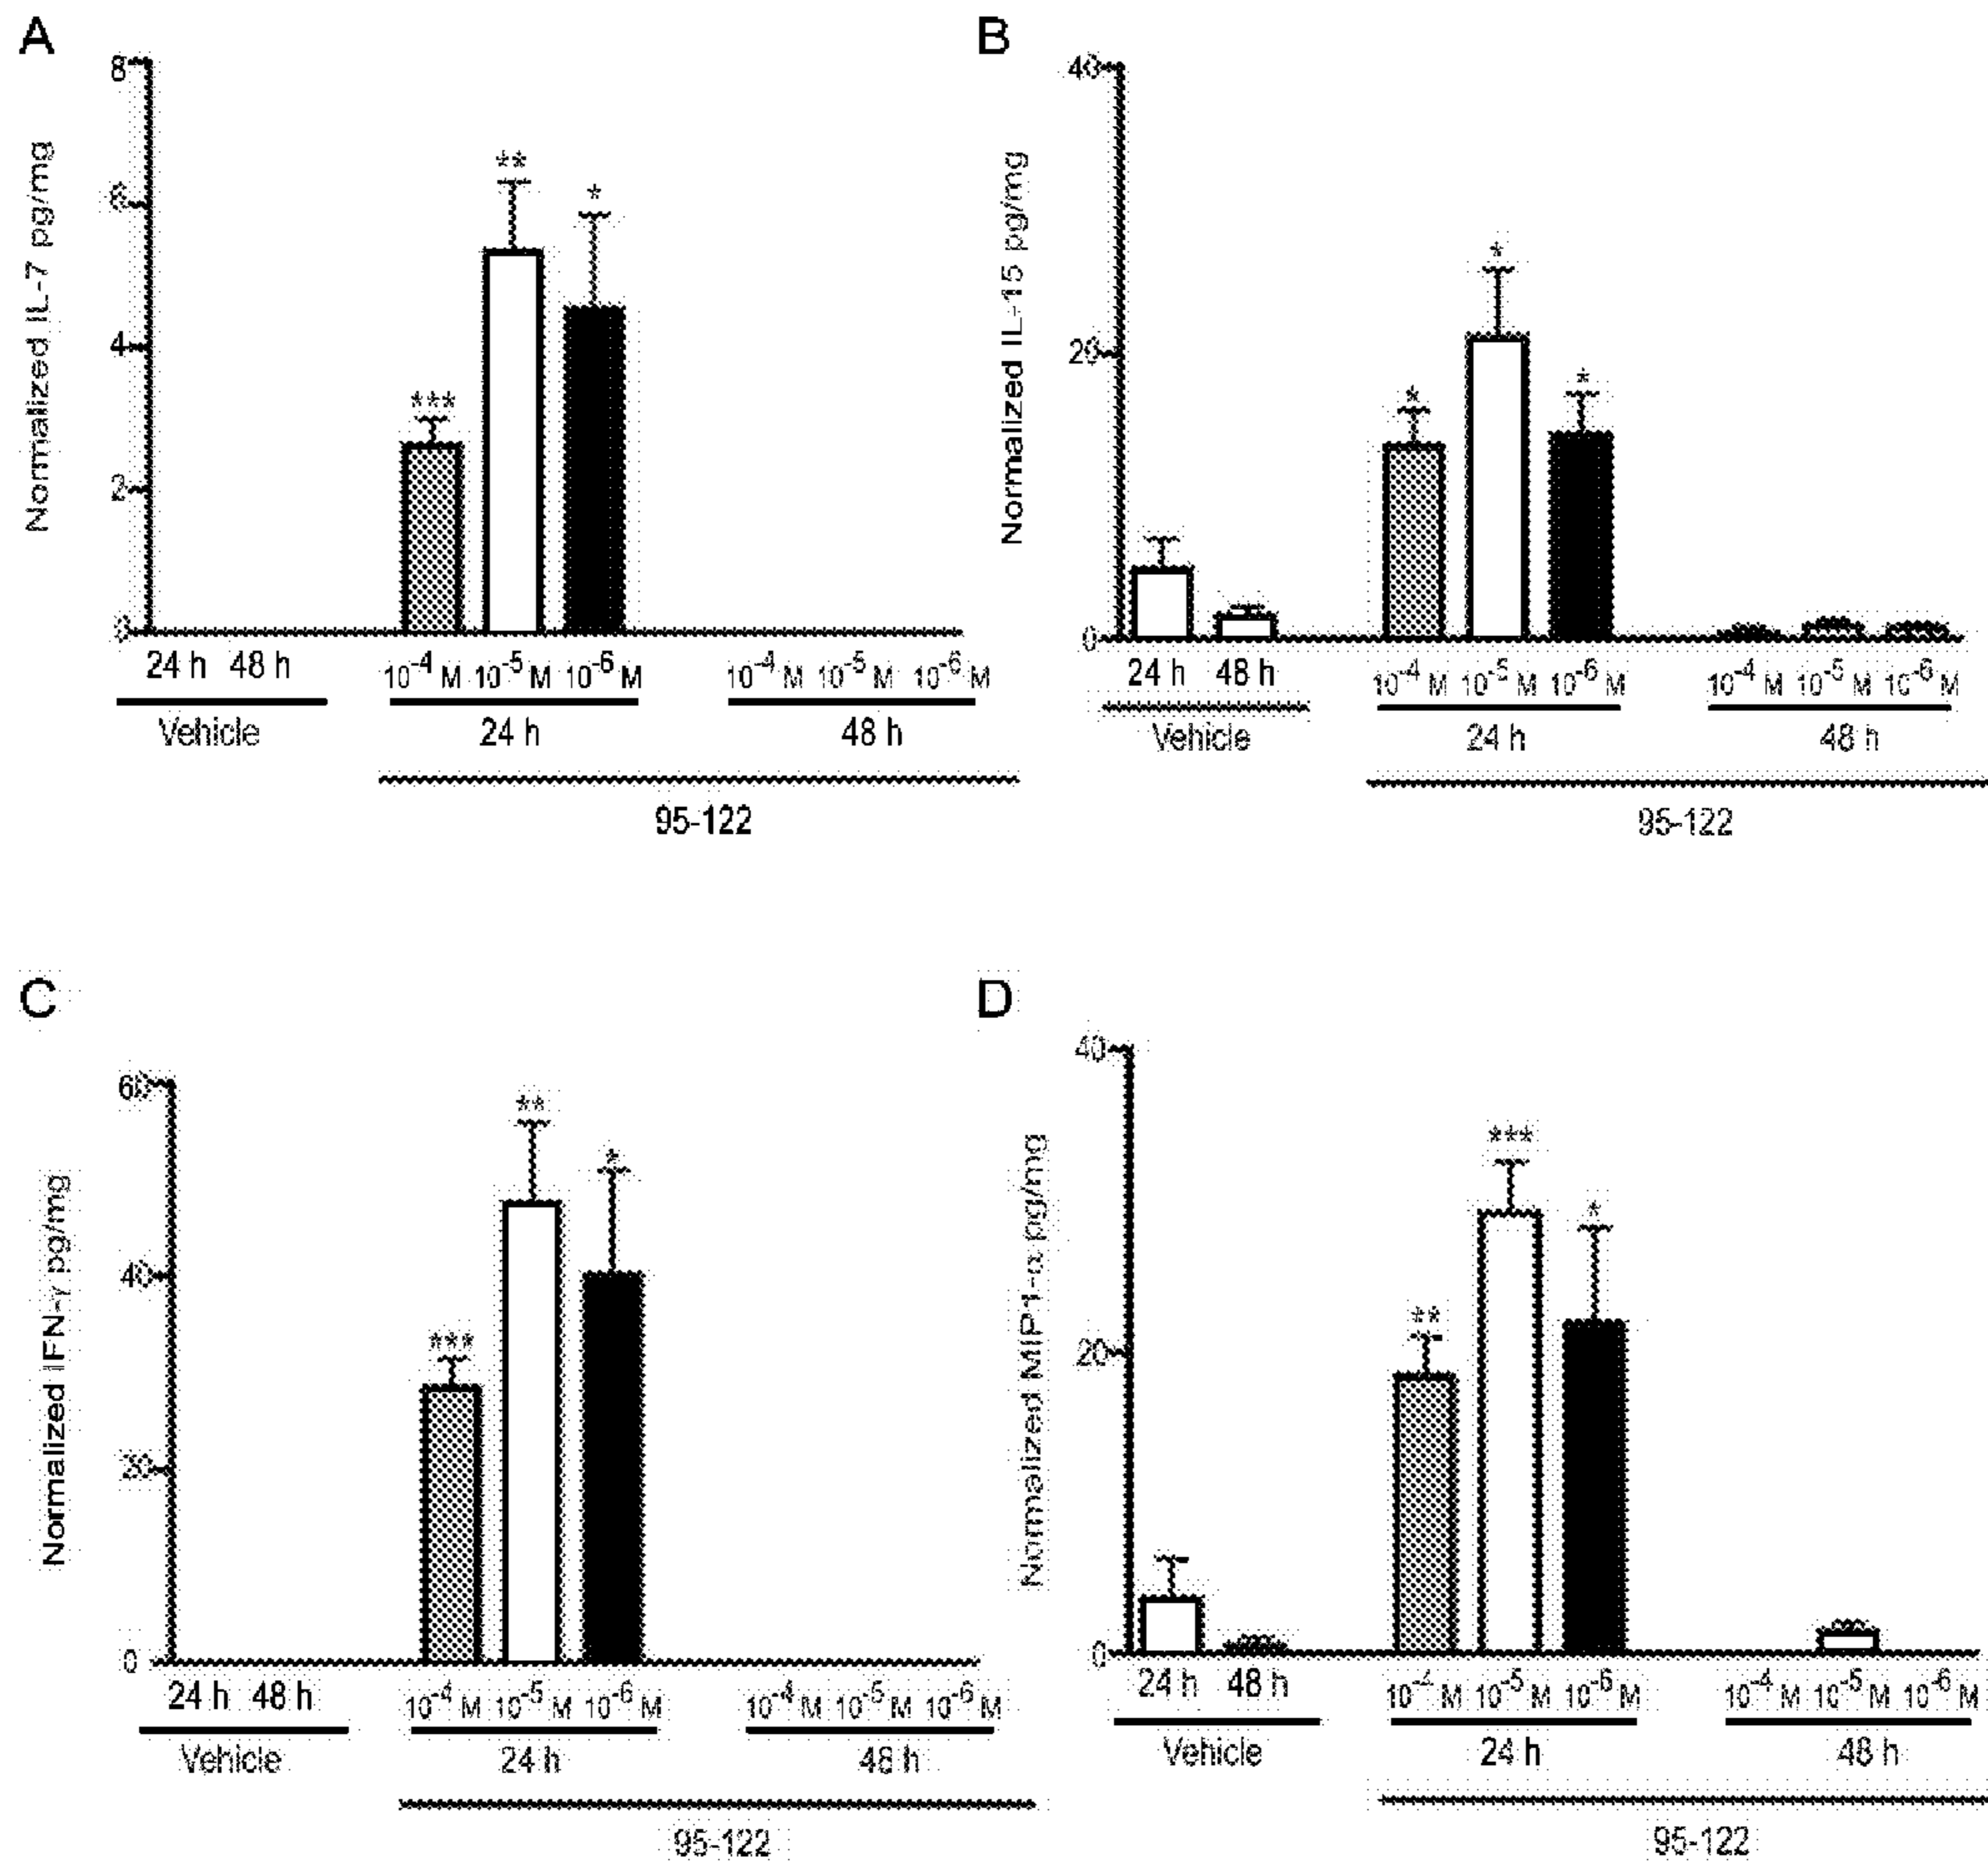 A
Normalized IL-7 pg/mg
8
6
4
2
0
**
*
***
24 h 48 h
10⁻⁴ M 10⁻⁵ M 10⁻⁶ M
10⁻⁴ M 10⁻⁵ M 10⁻⁶ M
Vehicle
24 h
48 h
95-122
B
Normalized IL-15 pg/mg
40
20
0
*
*
*
24 h 48 h
10⁻⁴ M 10⁻⁵ M 10⁻⁶ M
10⁻⁴ M 10⁻⁵ M 10⁻⁶ M
Vehicle
24 h
48 h
95-122
C
Normalized IFN-γ pg/mg
60
40
20
0
**
*
***
24 h 48 h
10⁻⁴ M 10⁻⁵ M 10⁻⁶ M
10⁻⁴ M 10⁻⁵ M 10⁻⁶ M
Vehicle
24 h
48 h
95-122
D
Normalized MIP1-α pg/mg
40
20
0
***
*
**
24 h 48 h
10⁻⁴ M 10⁻⁵ M 10⁻⁶ M
10⁻⁴ M 10⁻⁵ M 10⁻⁶ M
Vehicle
24 h
48 h
95-122